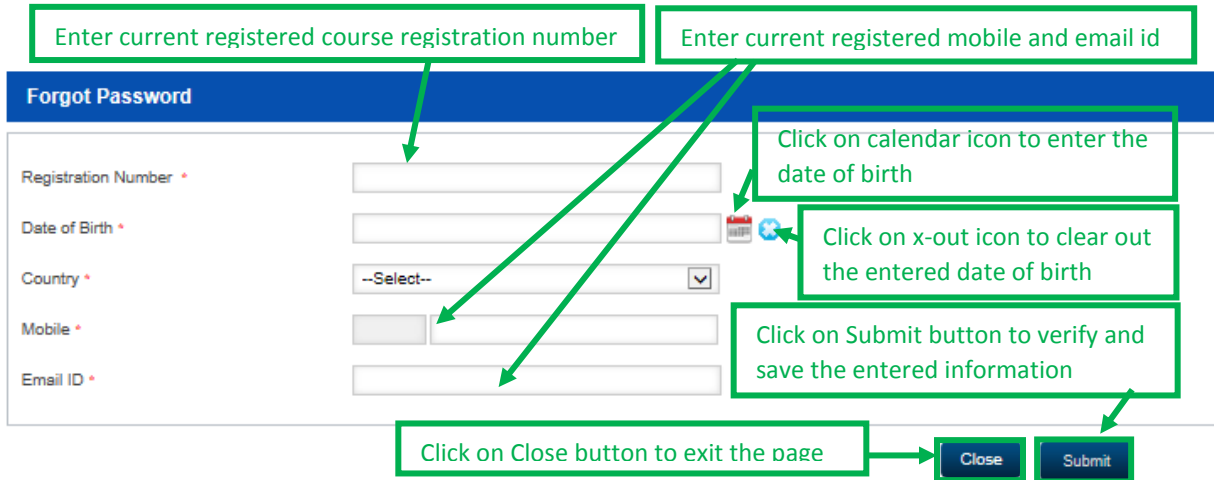 Enter current registered course registration number
Enter current registered mobile and email id
Forgot Password
Click on calendar icon to enter the
date of birth
Registration Number *
Date of Birth *
Click on x-out icon to clear out
the entered date of birth
Country *
--Select--
Mobile *
Click on Submit button to verify and
save the entered information
Email ID *
Click on Close button to exit the page
Close
Submit